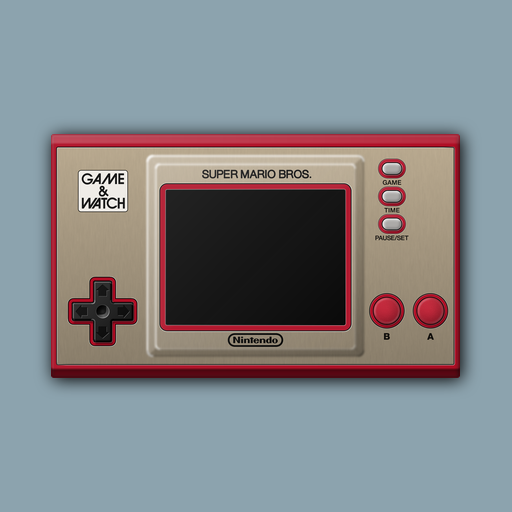 SUPER MARIO BROS.
GAME
&
WATCH
GAME
TIME
PAUSE/SET
B
A
Nintendo